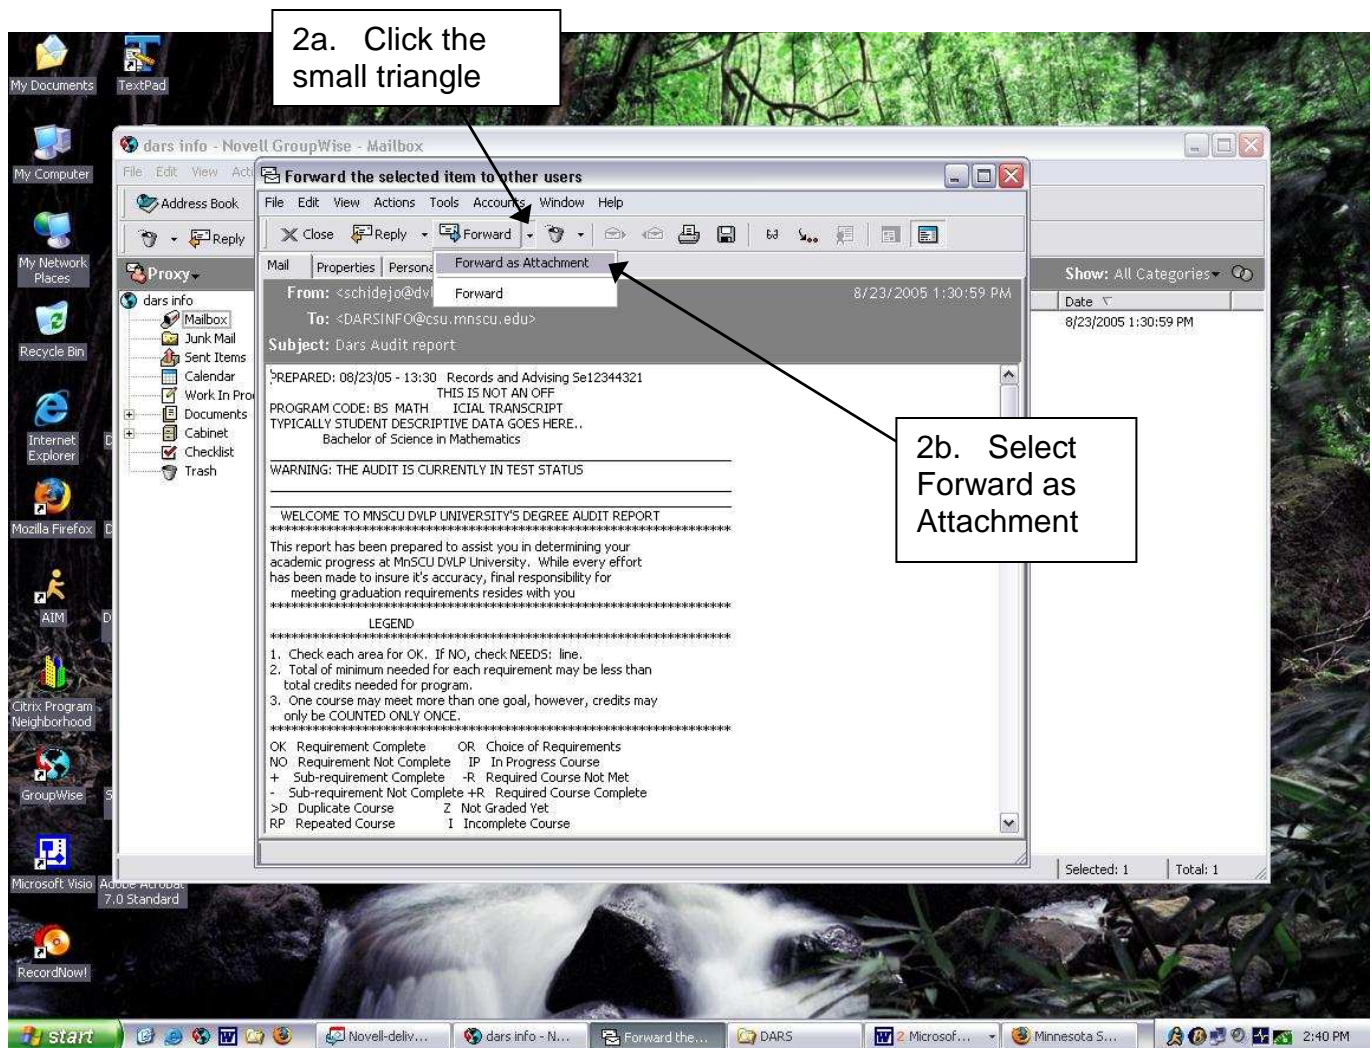 2a. Click the
small triangle
My Documents
TextPad
My Computer
My Network
Places
Recycle Bin
Internet
Explorer
Mozilla Firefox
AIM
Citrix Program
Neighborhood
GroupWise
Microsoft Visio
7.0 Standard
RecordNow!
dars info - Novell GroupWise - Mailbox
File Edit View
Address Book
Reply
Proxy
dars info
Mailbox
Junk Mail
Sent Items
Calendar
Work In Pro
Documents
Cabinet
Checklist
Trash
Forward the selected item to other users
File Edit View Actions Tools Accounts Window Help
Close Reply Forward
Mail Properties Persona
Forward as Attachment
Forward
From: <schidejo@dvl 8/23/2005 1:30:59 PM
To: <DARSINFO@csu.mnscu.edu>
Subject: Dars Audit report
PREPARED: 08/23/05 - 13:30 Records and Advising Se12344321
THIS IS NOT AN OFF
PROGRAM CODE: BS MATH ICIAL TRANSCRIPT
TYPICALLY STUDENT DESCRIPTIVE DATA GOES HERE..
Bachelor of Science in Mathematics
WARNING: THE AUDIT IS CURRENTLY IN TEST STATUS
WELCOME TO MNSCU DVLP UNIVERSITY'S DEGREE AUDIT REPORT
****************************************************************************
This report has been prepared to assist you in determining your
academic progress at MnSCU DVLP University. While every effort
has been made to insure it's accuracy, final responsibility for
meeting graduation requirements resides with you
****************************************************************************
LEGEND
****************************************************************************
1. Check each area for OK. If NO, check NEEDS: line.
2. Total of minimum needed for each requirement may be less than
total credits needed for program.
3. One course may meet more than one goal, however, credits may
only be COUNTED ONLY ONCE.
****************************************************************************
OK Requirement Complete OR Choice of Requirements
NO Requirement Not Complete IP In Progress Course
+ Sub-requirement Complete -R Required Course Not Met
- Sub-requirement Not Complete +R Required Course Complete
>D Duplicate Course Z Not Graded Yet
RP Repeated Course I Incomplete Course
Show: All Categories
Date
8/23/2005 1:30:59 PM
2b. Select
Forward as
Attachment
Selected: 1 Total: 1
start
Novell-deliv...
dars info - N...
Forward the...
DARS
2 Microsof...
Minnesota S...
2:40 PM